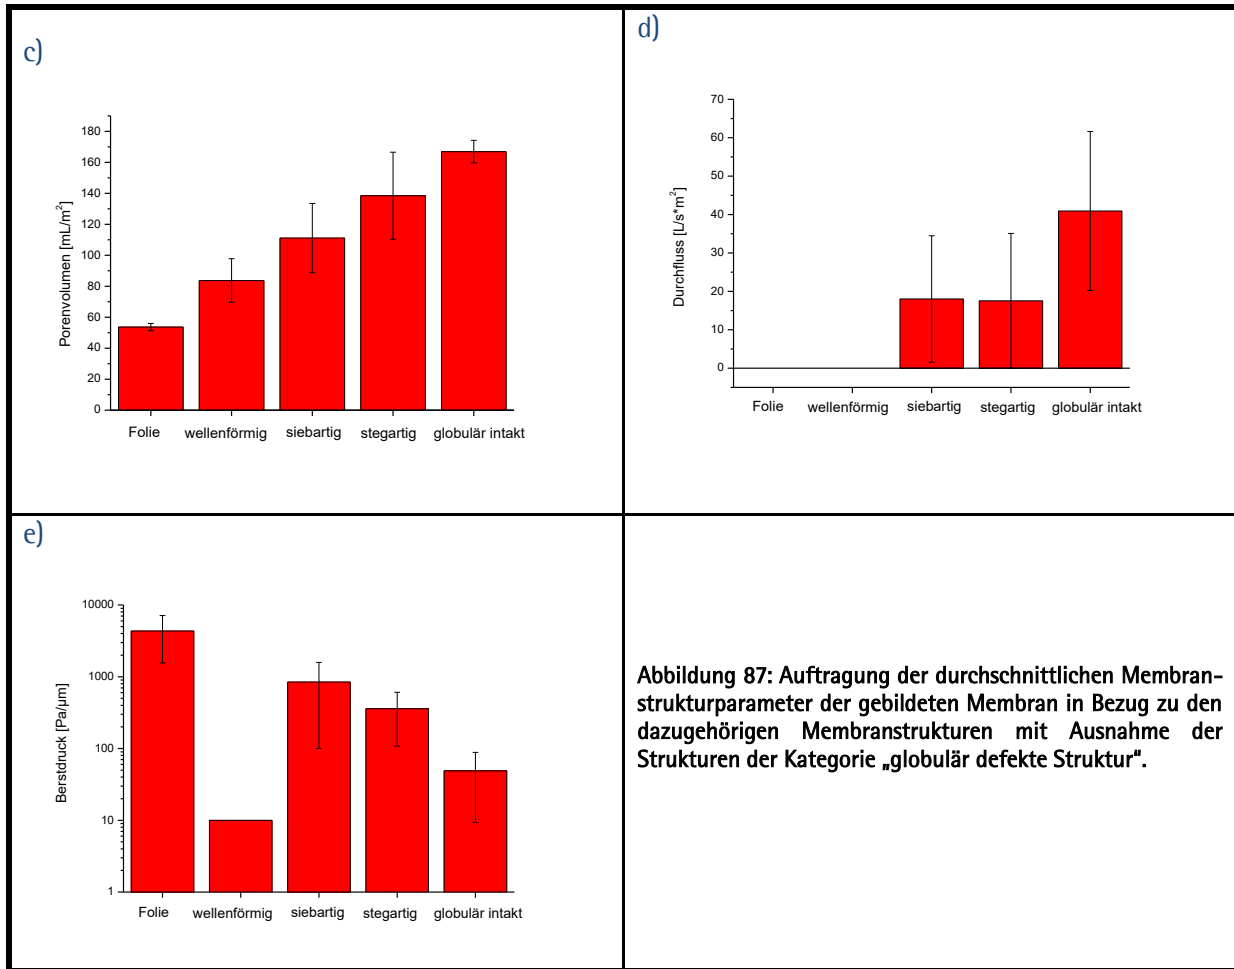 c)
180
160
140
120
100
80
60
40
20
0
Porenvolumen [mL/m²]
Folie wellenförmig siebartig stegartig globulär intakt
d)
70
60
50
40
30
20
10
0
Durchfluss [L/s*m²]
Folie wellenförmig siebartig stegartig globulär intakt
e)
10000
1000
100
10
1
Berstdruck [Pa/µm]
Folie wellenförmig siebartig stegartig globulär intakt
Abbildung 87: Auftragung der durchschnittlichen Membran-
strukturparameter der gebildeten Membran in Bezug zu den
dazugehörigen Membranstrukturen mit Ausnahme der
Strukturen der Kategorie „globulär defekte Struktur“.